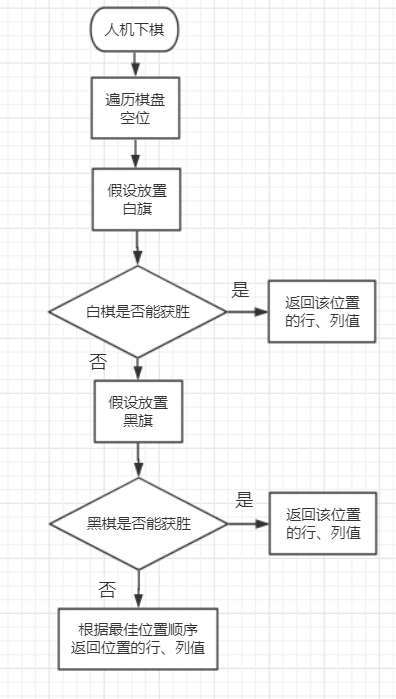 人机下棋
遍历棋盘
空位
假设放置
白旗
白棋是否能获胜
是
返回该位置
的行、列值
否
假设放置
黑旗
黑棋是否能获胜
是
返回该位置
的行、列值
否
根据最佳位置顺序
返回位置的行、列值